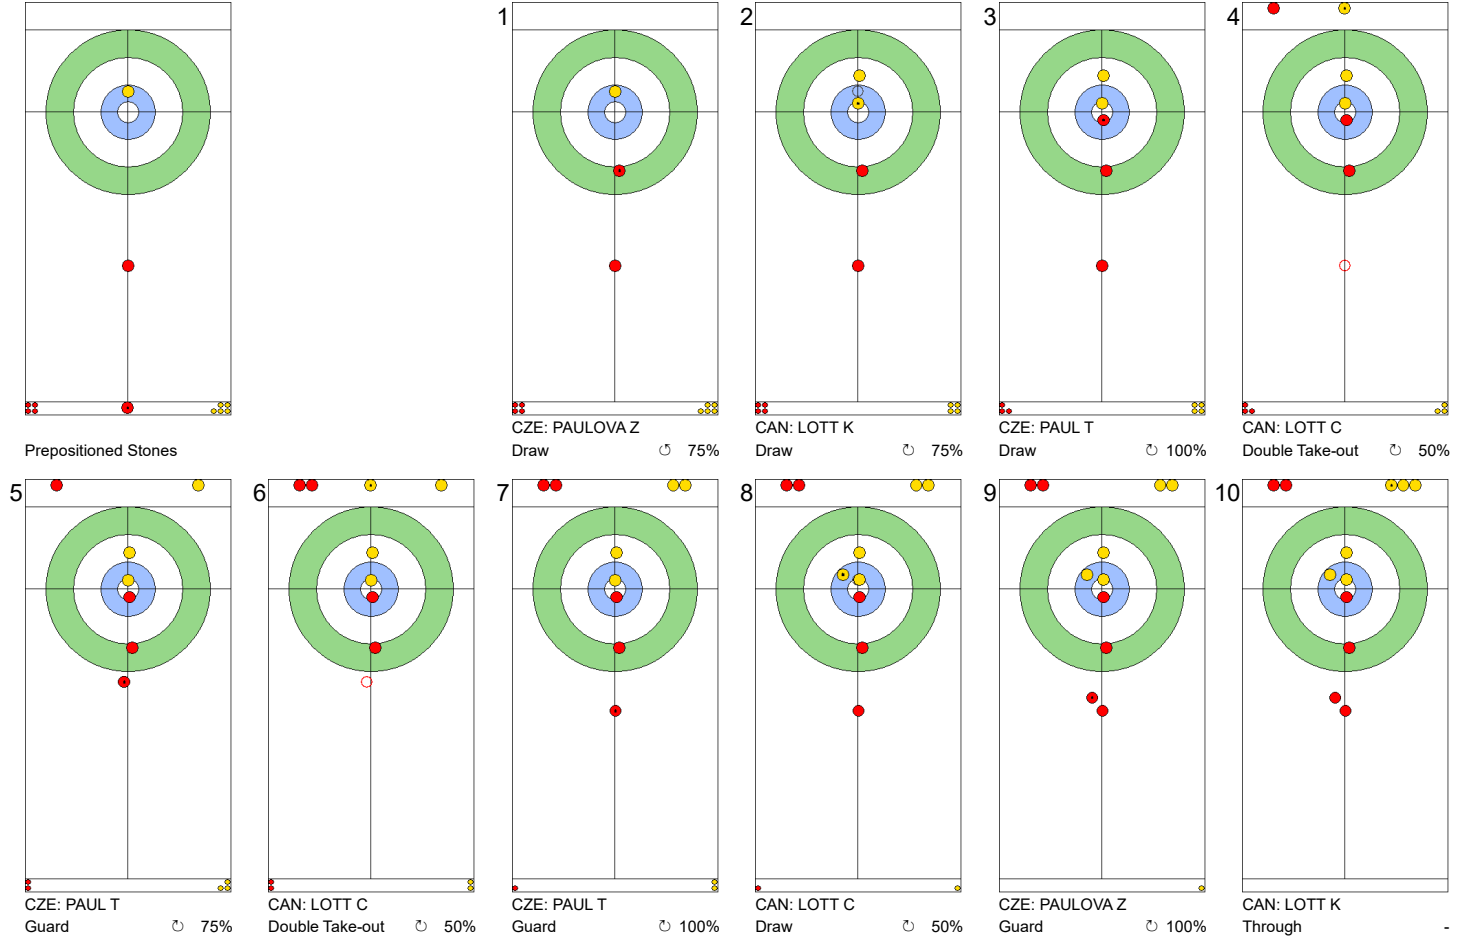 1
2
3
4
Prepositioned Stones
CZE: PAULOVA Z
Draw ↺ 75%
CAN: LOTT K
Draw ↻ 75%
CZE: PAUL T
Draw ↻ 100%
CAN: LOTT C
Double Take-out ↻ 50%
5
6
7
8
9
10
CZE: PAUL T
Guard ↻ 75%
CAN: LOTT C
Double Take-out ↻ 50%
CZE: PAUL T
Guard ↻ 100%
CAN: LOTT C
Draw ↻ 50%
CZE: PAULOVA Z
Guard ↻ 100%
CAN: LOTT K
Through -